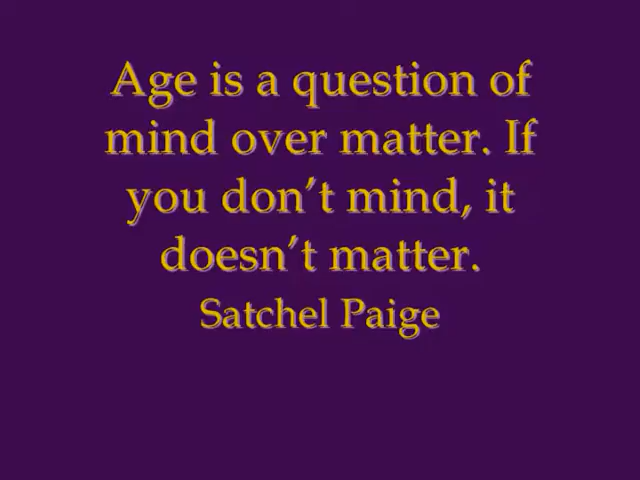 Age is a question of
mind over matter. If
you don’t mind, it
doesn’t matter.
Satchel Paige